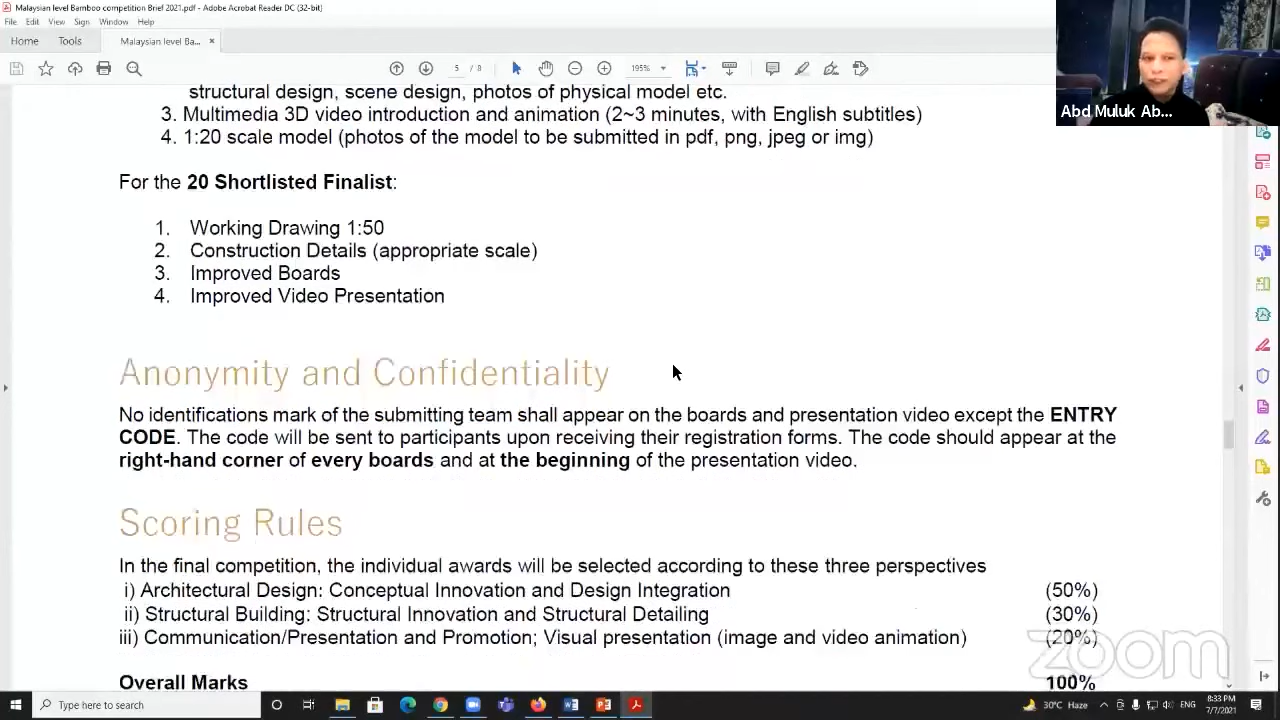 Malaysian level Bamboo competition Brief 2021.pdf - Adobe Acrobat Reader DC (32-bit)
File Edit View Sign Window Help
Home Tools Malaysian level Ba... ×
5 / 8 195%
Abd Muluk Ab...
structural design, scene design, photos of physical model etc.
3. Multimedia 3D video introduction and animation (2~3 minutes, with English subtitles)
4. 1:20 scale model (photos of the model to be submitted in pdf, png, jpeg or img)
For the 20 Shortlisted Finalist:
1. Working Drawing 1:50
2. Construction Details (appropriate scale)
3. Improved Boards
4. Improved Video Presentation
Anonymity and Confidentiality
No identifications mark of the submitting team shall appear on the boards and presentation video except the ENTRY
CODE. The code will be sent to participants upon receiving their registration forms. The code should appear at the
right-hand corner of every boards and at the beginning of the presentation video.
Scoring Rules
In the final competition, the individual awards will be selected according to these three perspectives
i) Architectural Design: Conceptual Innovation and Design Integration (50%)
ii) Structural Building: Structural Innovation and Structural Detailing (30%)
iii) Communication/Presentation and Promotion; Visual presentation (image and video animation) (20%)
zoom
Overall Marks 100%
Type here to search
30°C Haze ENG 8:33 PM
7/7/2021